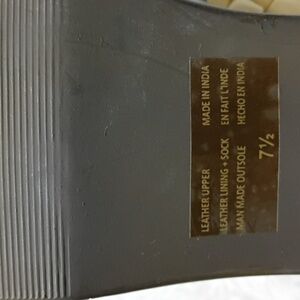 LEATHER UPPER MADE IN INDIA
LEATHER LINING + SOCK EN FAIT L'INDE
MAN MADE OUTSOLE HECHO EN INDIA
7½